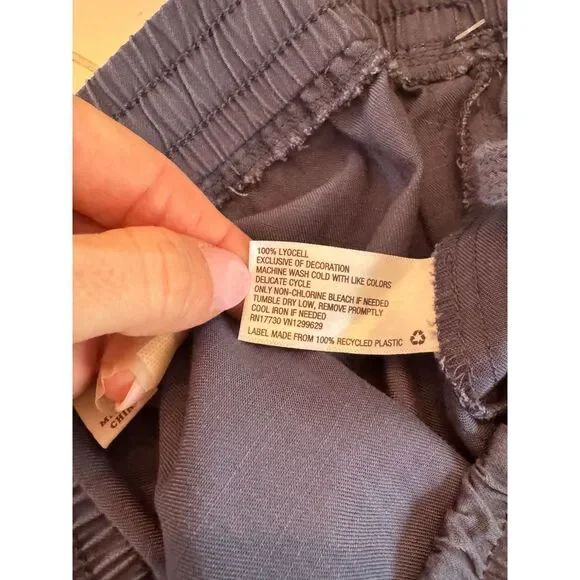 100% LYOCELL
EXCLUSIVE OF DECORATION
MACHINE WASH COLD WITH LIKE COLORS
DELICATE CYCLE
ONLY NON-CHLORINE BLEACH IF NEEDED
TUMBLE DRY LOW, REMOVE PROMPTLY
COOL IRON IF NEEDED
RN17730 VN1299629
LABEL MADE FROM 100% RECYCLED PLASTIC